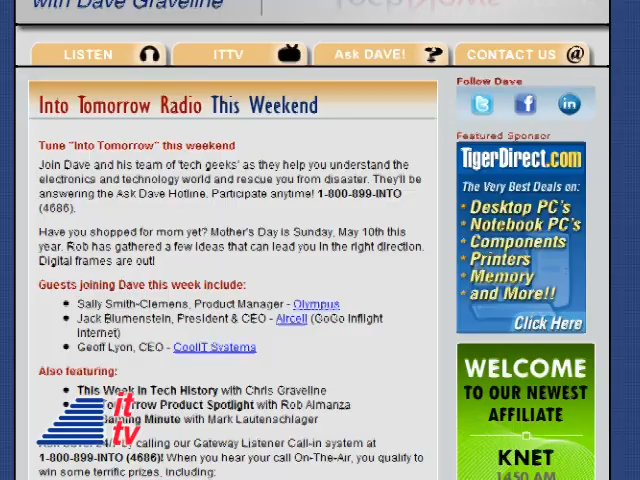 with Dave Graveline
LISTEN
ITTV
Ask DAVE!
CONTACT US @
Into Tomorrow Radio This Weekend
Tune "Into Tomorrow" this weekend
Join Dave and his team of 'tech geeks' as they help you understand the
electronics and technology world and rescue you from disaster. They'll be
answering the Ask Dave Hotline. Participate anytime! 1-800-899-INTO
(4686).
Have you shopped for mom yet? Mother's Day is Sunday, May 10th this
year. Rob has gathered a few ideas that can lead you in the right direction.
Digital frames are out!
Guests joining Dave this week include:
Sally Smith-Clemens, Product Manager - Olympus
Jack Blumenstein, President & CEO - Aircell (GoGo Inflight
Internet)
Geoff Lyon, CEO - CoolIT Systems
Also featuring:
This Week in Tech History with Chris Graveline
Tomorrow Product Spotlight with Rob Almanza
Gaming Minute with Mark Lautenschlager
by calling our Gateway Listener Call-in system at
1-800-899-INTO (4686)! When you hear your call On-The-Air, you qualify to
win some terrific prizes, including:
it
tv
Follow Dave
Featured Sponsor
TigerDirect.com
The Very Best Deals on:
Desktop PC's
Notebook PC's
Components
Printers
Memory
and More!!
Click Here
WELCOME
TO OUR NEWEST
AFFILIATE
KNET
1450 AM